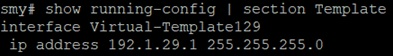 smy# show running-config | section Template
interface Virtual-Template129
 ip address 192.1.29.1 255.255.255.0